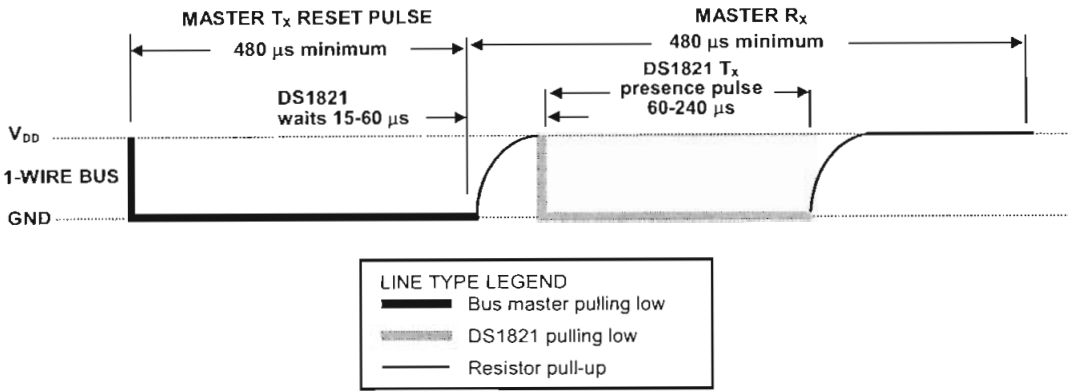 MASTER Tx RESET PULSE
480 µs minimum
MASTER Rx
480 µs minimum
DS1821 Tx
presence pulse
60-240 µs
DS1821
waits 15-60 µs
VDD
1-WIRE BUS
GND
LINE TYPE LEGEND
Bus master pulling low
DS1821 pulling low
Resistor pull-up